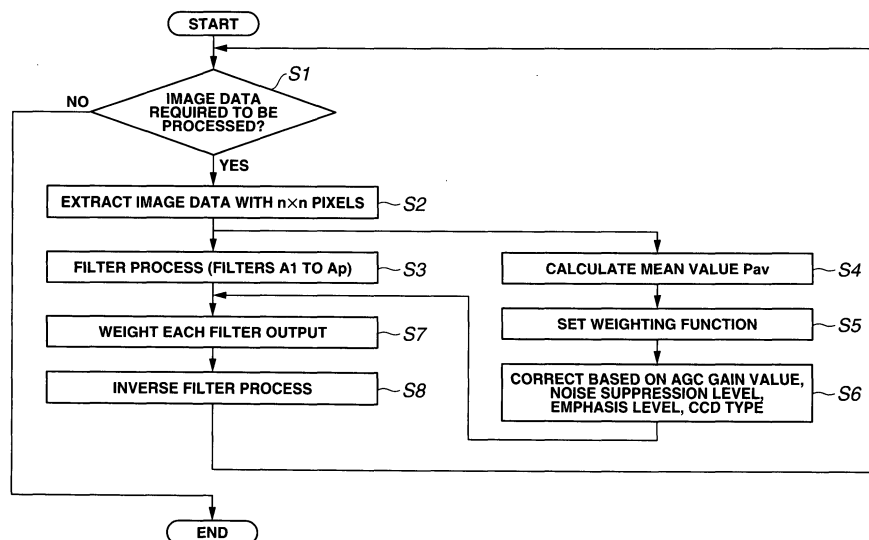 START
S1
NO
IMAGE DATA
REQUIRED TO BE
PROCESSED?
YES
EXTRACT IMAGE DATA WITH n×n PIXELS
S2
FILTER PROCESS (FILTERS A1 TO Ap)
S3
CALCULATE MEAN VALUE Pav
S4
SET WEIGHTING FUNCTION
S5
CORRECT BASED ON AGC GAIN VALUE,
NOISE SUPPRESSION LEVEL,
EMPHASIS LEVEL, CCD TYPE
S6
WEIGHT EACH FILTER OUTPUT
S7
INVERSE FILTER PROCESS
S8
END